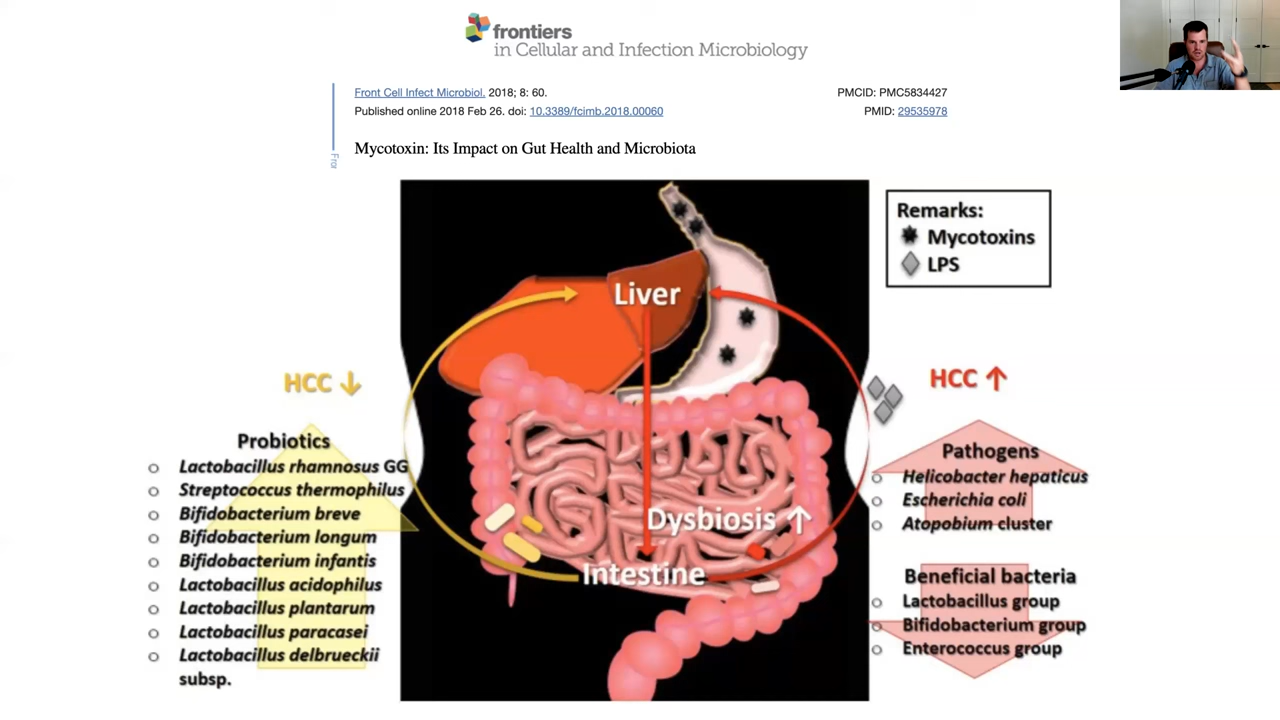 frontiers
in Cellular and Infection Microbiology
Front Cell Infect Microbiol. 2018; 8: 60.
PMCID: PMC5834427
Published online 2018 Feb 26. doi: 10.3389/fcimb.2018.00060
PMID: 29535978
Fror
Mycotoxin: Its Impact on Gut Health and Microbiota
Remarks:
Mycotoxins
LPS
Liver
HCC ↓
HCC ↑
Probiotics
Lactobacillus rhamnosus GG
Streptococcus thermophilus
Bifidobacterium breve
Bifidobacterium longum
Bifidobacterium infantis
Lactobacillus acidophilus
Lactobacillus plantarum
Lactobacillus paracasei
Lactobacillus delbrueckii
subsp.
Dysbiosis ↑
Intestine
Pathogens
Helicobacter hepaticus
Escherichia coli
Atopobium cluster
Beneficial bacteria
Lactobacillus group
Bifidobacterium group
Enterococcus group